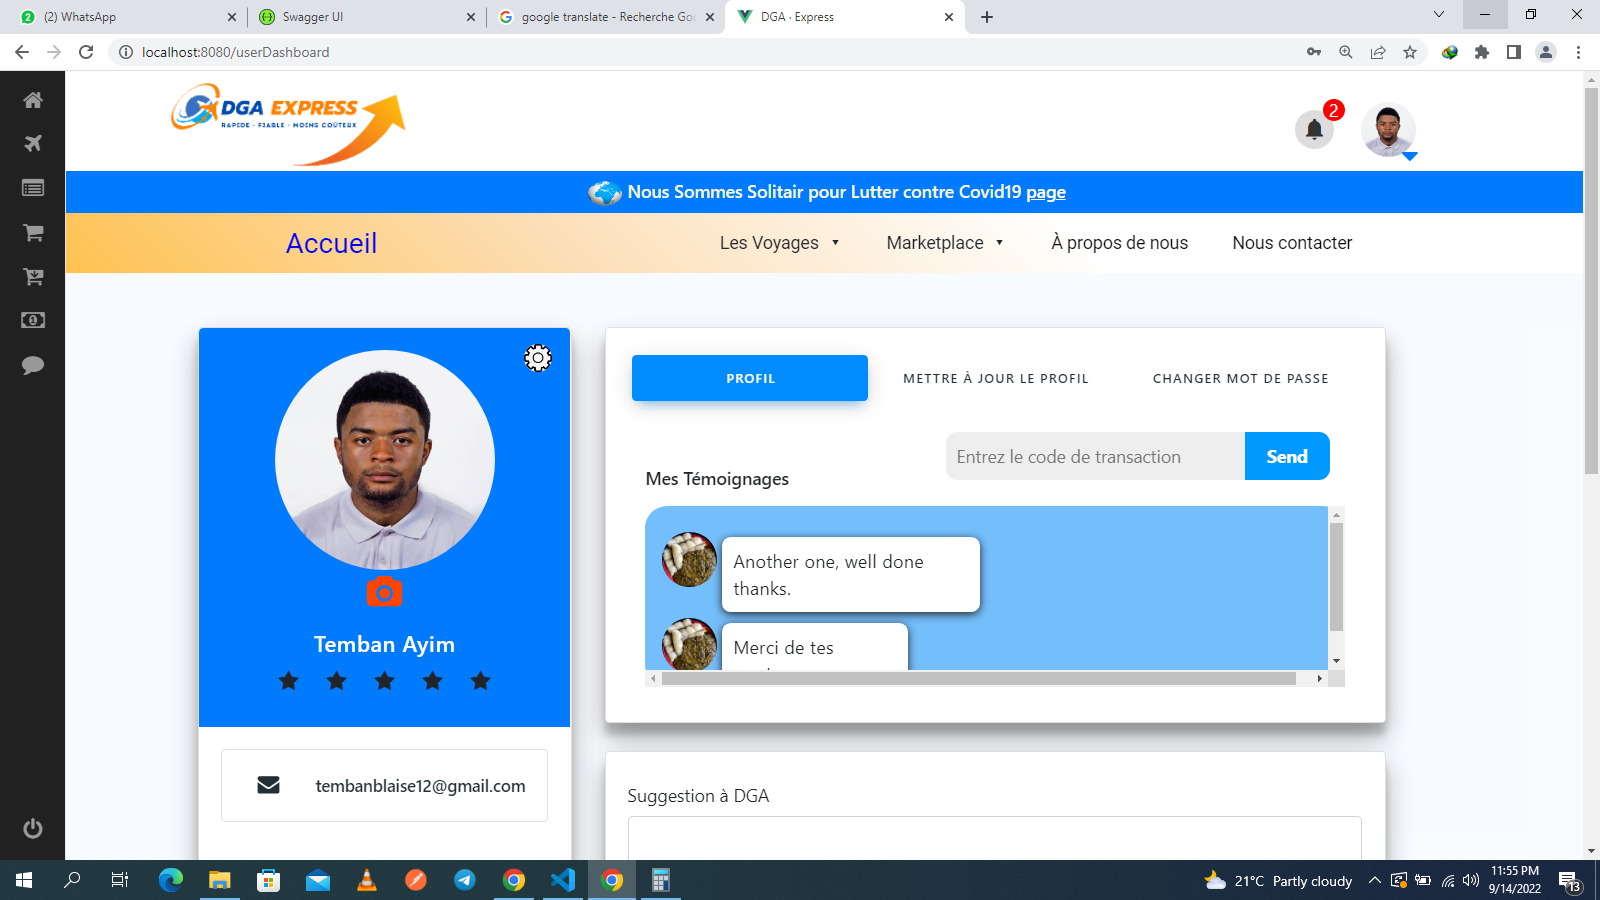 (2) WhatsApp
Swagger UI
google translate - Recherche Goo
DGA · Express
localhost:8080/userDashboard
DGA EXPRESS
RAPIDE - FIABLE - MOINS COÛTEUX
2
Nous Sommes Solitair pour Lutter contre Covid19 page
Accueil
Les Voyages
Marketplace
À propos de nous
Nous contacter
PROFIL
METTRE À JOUR LE PROFIL
CHANGER MOT DE PASSE
Entrez le code de transaction
Send
Mes Témoignages
Another one, well done
thanks.
Merci de tes
Temban Ayim
tembanblaise12@gmail.com
Suggestion à DGA
21°C Partly cloudy
11:55 PM
9/14/2022
13